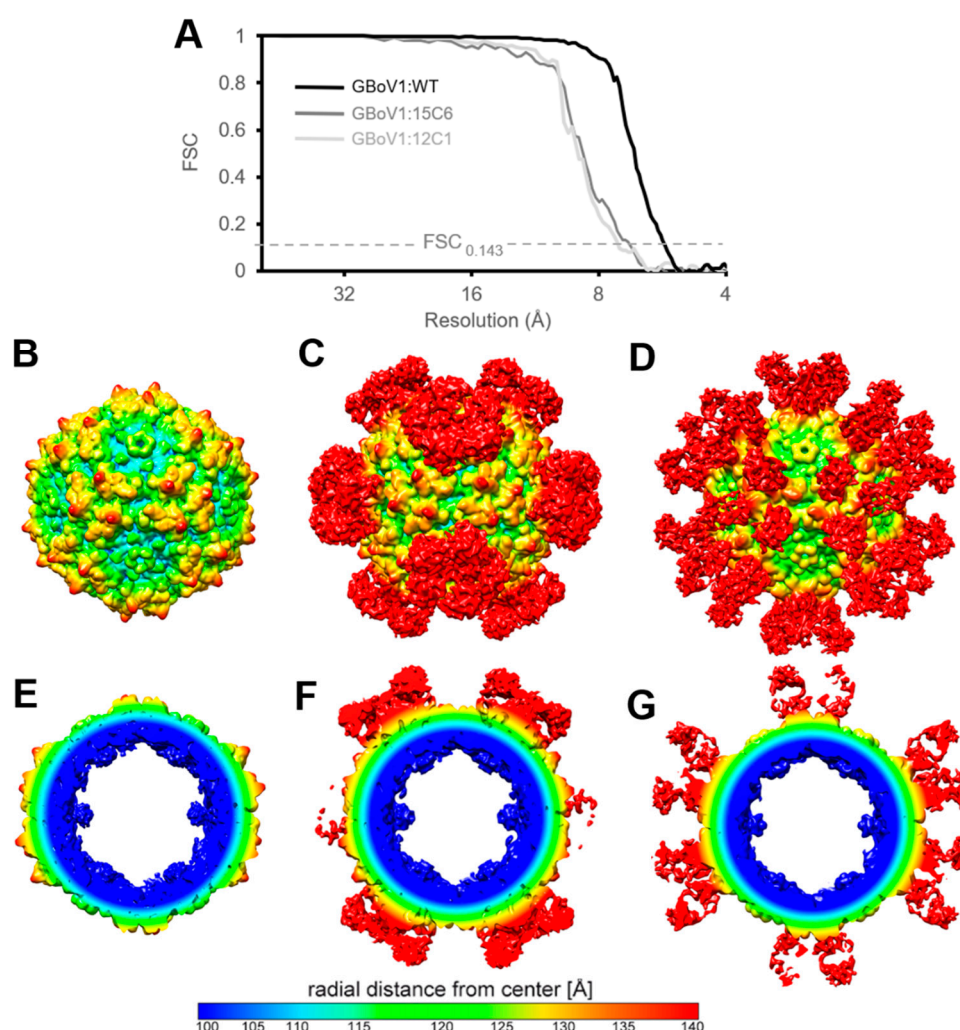 A
1
0.8
0.6
0.4
0.2
0
FSC
GBoV1:WT
GBoV1:15C6
GBoV1:12C1
FSC0.143
32 16 8 4
Resolution (Å)
B C D
E F G
radial distance from center [Å]
100 105 110 115 120 125 130 135 140